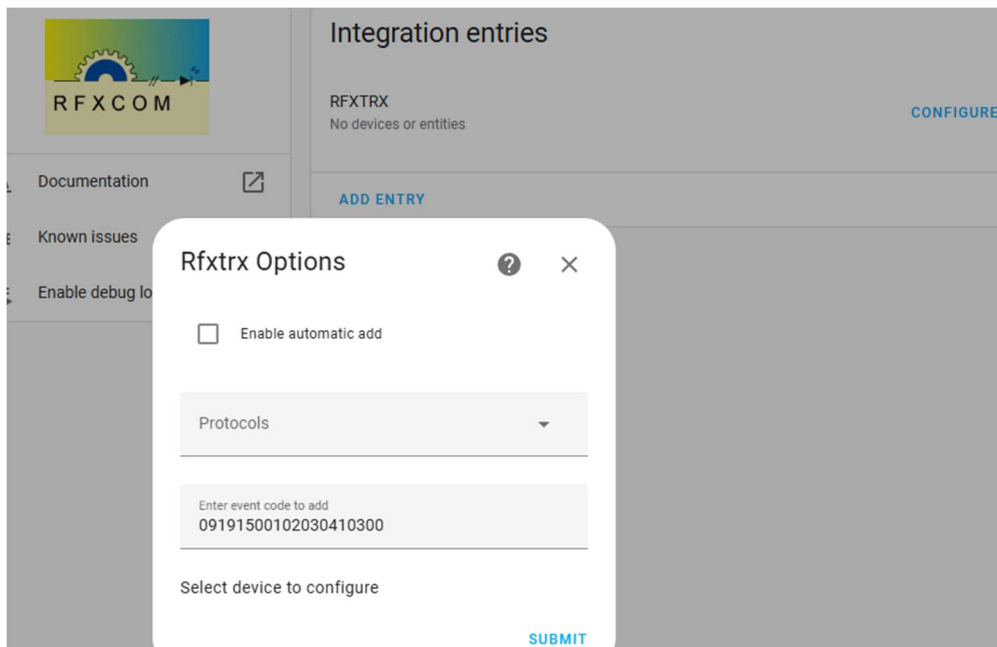 RFXCOM
Documentation
Known issues
Enable debug lo
Integration entries
RFXTRX
No devices or entities
CONFIGURE
ADD ENTRY
Rfxtrx Options
Enable automatic add
Protocols
Enter event code to add
09191500102030410300
Select device to configure
SUBMIT